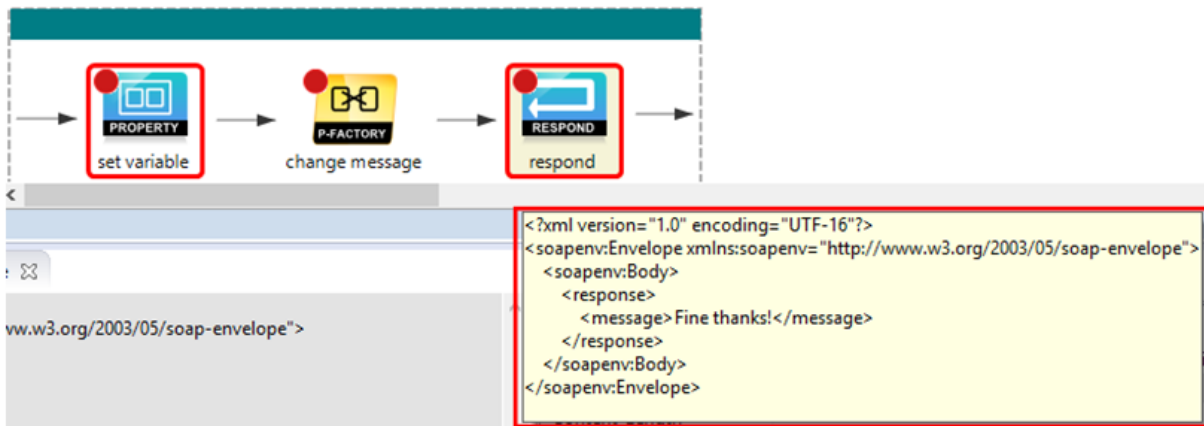 PROPERTY
set variable
P-FACTORY
change message
RESPOND
respond
<?xml version="1.0" encoding="UTF-16"?>
<soapenv:Envelope xmlns:soapenv="http://www.w3.org/2003/05/soap-envelope">
<soapenv:Body>
<response>
<message>Fine thanks!</message>
</response>
</soapenv:Body>
</soapenv:Envelope>
ww.w3.org/2003/05/soap-envelope">